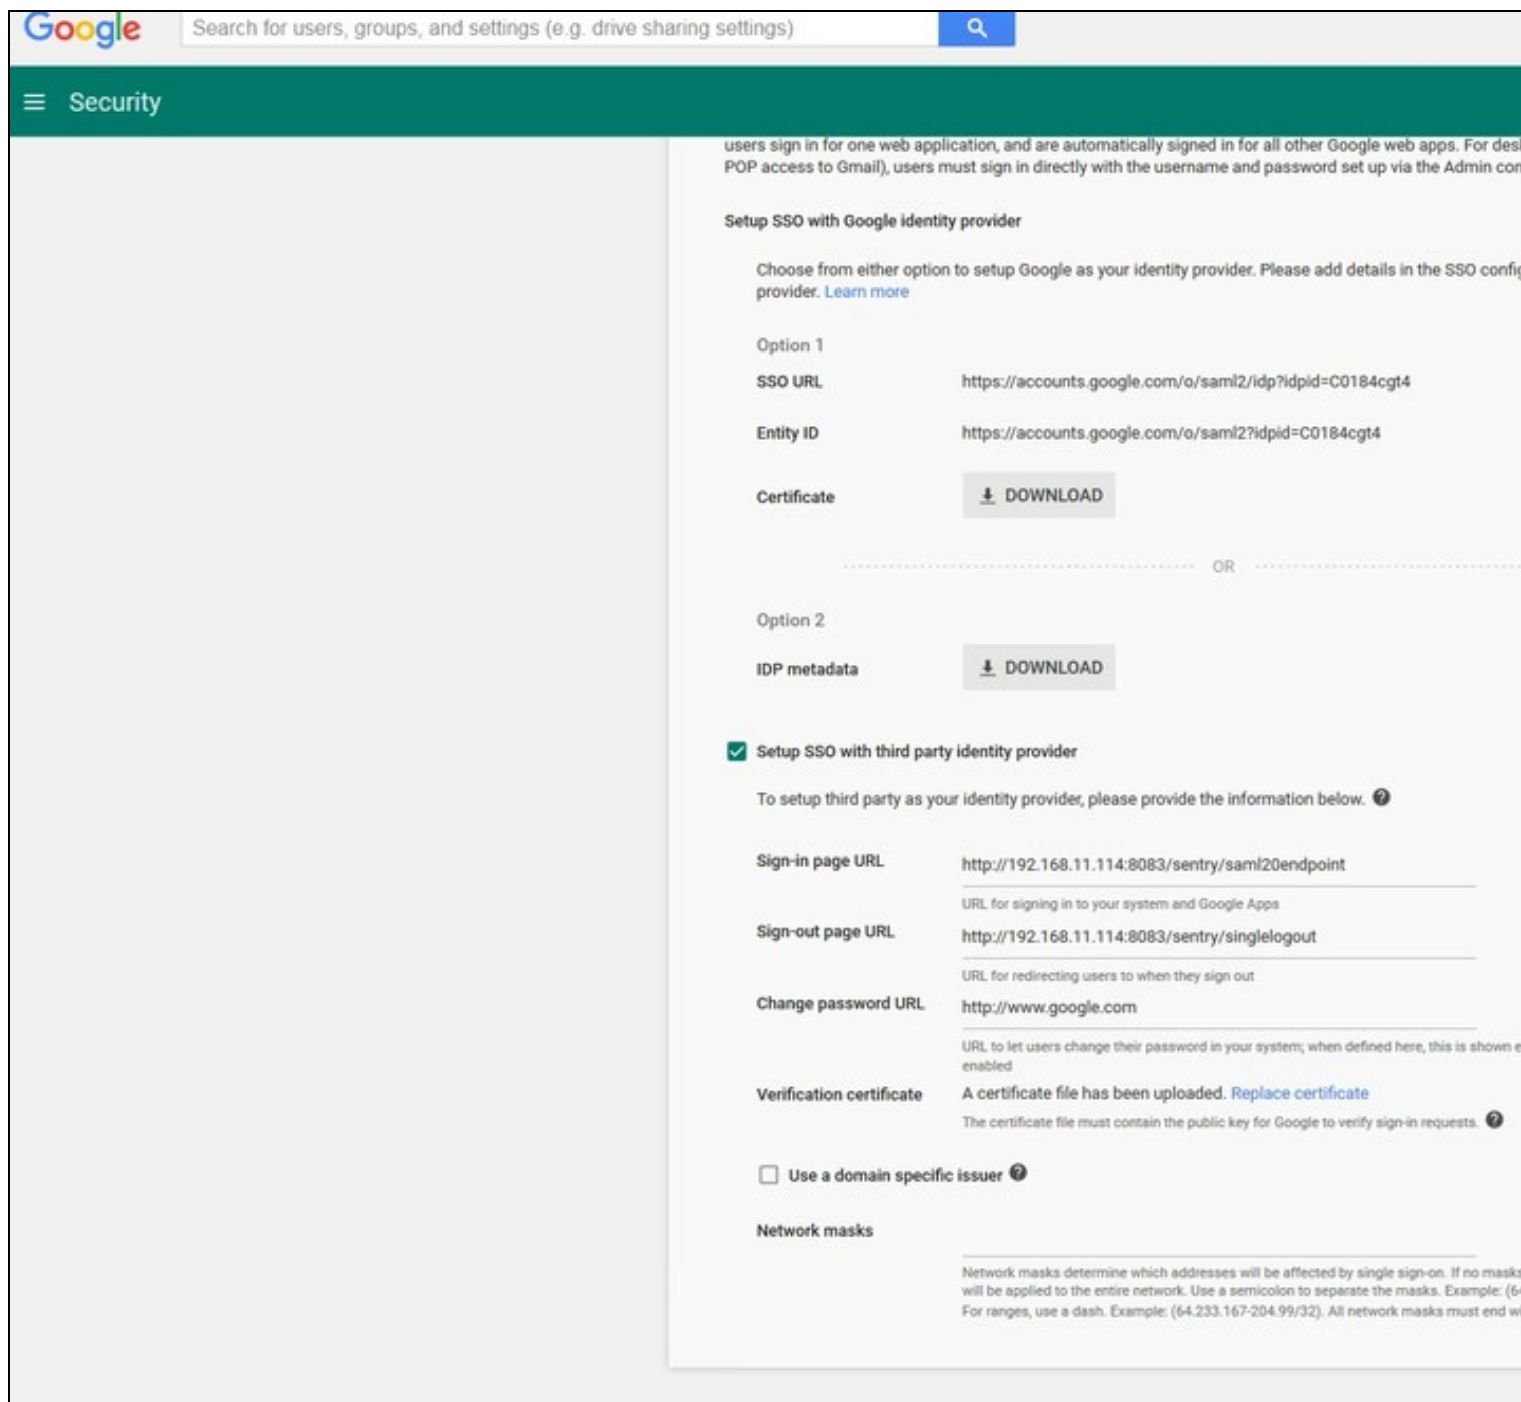 Google
Search for users, groups, and settings (e.g. drive sharing settings)
Security
users sign in for one web application, and are automatically signed in for all other Google web apps. For des
POP access to Gmail), users must sign in directly with the username and password set up via the Admin con
Setup SSO with Google identity provider
Choose from either option to setup Google as your identity provider. Please add details in the SSO config
provider. Learn more
Option 1
SSO URL https://accounts.google.com/o/saml2/idp?idpid=C0184cgt4
Entity ID https://accounts.google.com/o/saml2?idpid=C0184cgt4
Certificate DOWNLOAD
OR
Option 2
IDP metadata DOWNLOAD
Setup SSO with third party identity provider
To setup third party as your identity provider, please provide the information below.
Sign-in page URL http://192.168.11.114:8083/sentry/saml20endpoint
URL for signing in to your system and Google Apps
Sign-out page URL http://192.168.11.114:8083/sentry/singlelogout
URL for redirecting users to when they sign out
Change password URL http://www.google.com
URL to let users change their password in your system; when defined here, this is shown e
enabled
Verification certificate A certificate file has been uploaded. Replace certificate
The certificate file must contain the public key for Google to verify sign-in requests.
Use a domain specific issuer
Network masks
Network masks determine which addresses will be affected by single sign-on. If no masks
will be applied to the entire network. Use a semicolon to separate the masks. Example: (64
For ranges, use a dash. Example: (64.233.167-204.99/32). All network masks must end wi